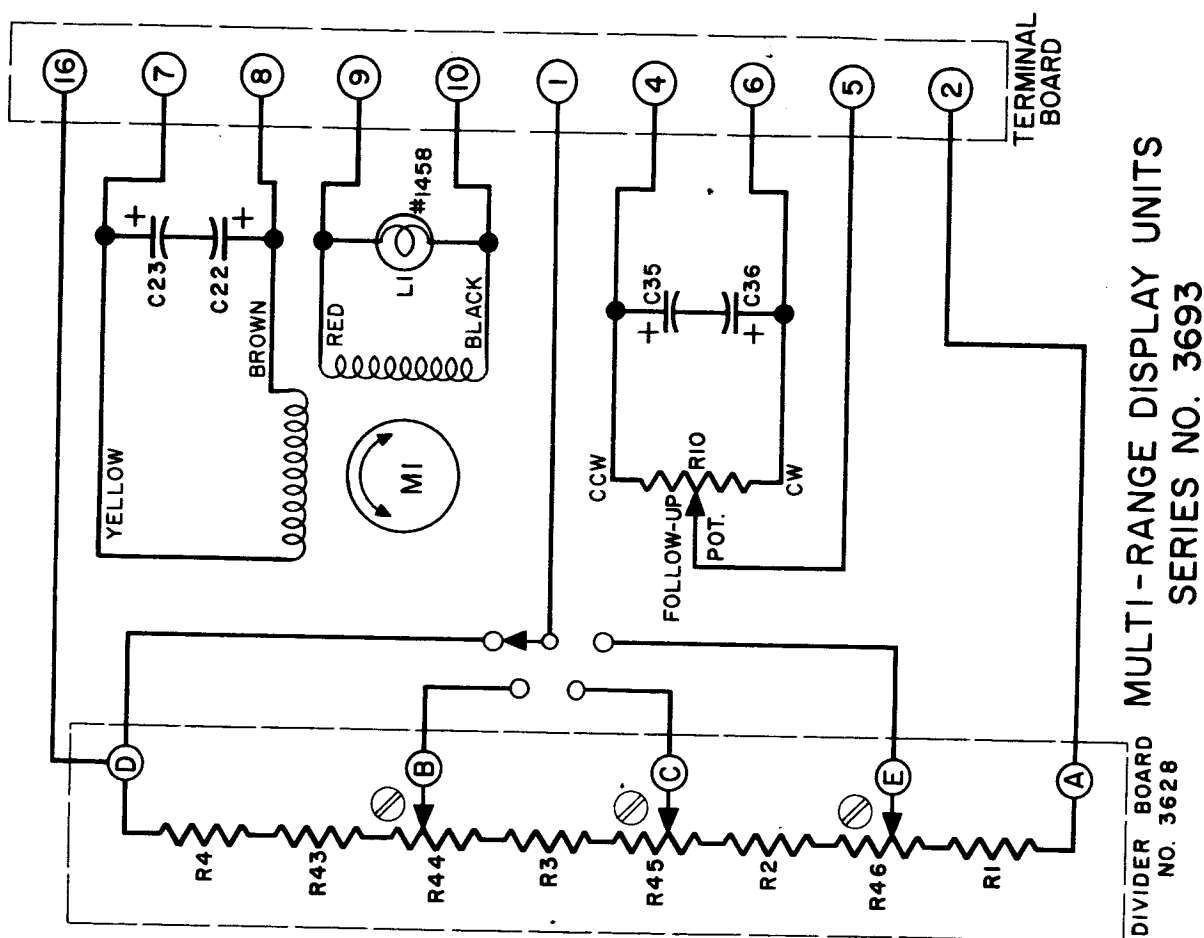 TERMINAL
BOARD
16
7
8
9
10
1
4
6
5
2
+
C23
C22
+
YELLOW
BROWN
RED
BLACK
L1
#1458
M1
CCW
CW
+
C35
C36
+
R10
FOLLOW-UP
POT.
D
B
C
E
A
R4
R43
R44
R3
R45
R2
R46
R1
DIVIDER BOARD
NO. 3628
MULTI-RANGE DISPLAY UNITS
SERIES NO. 3693